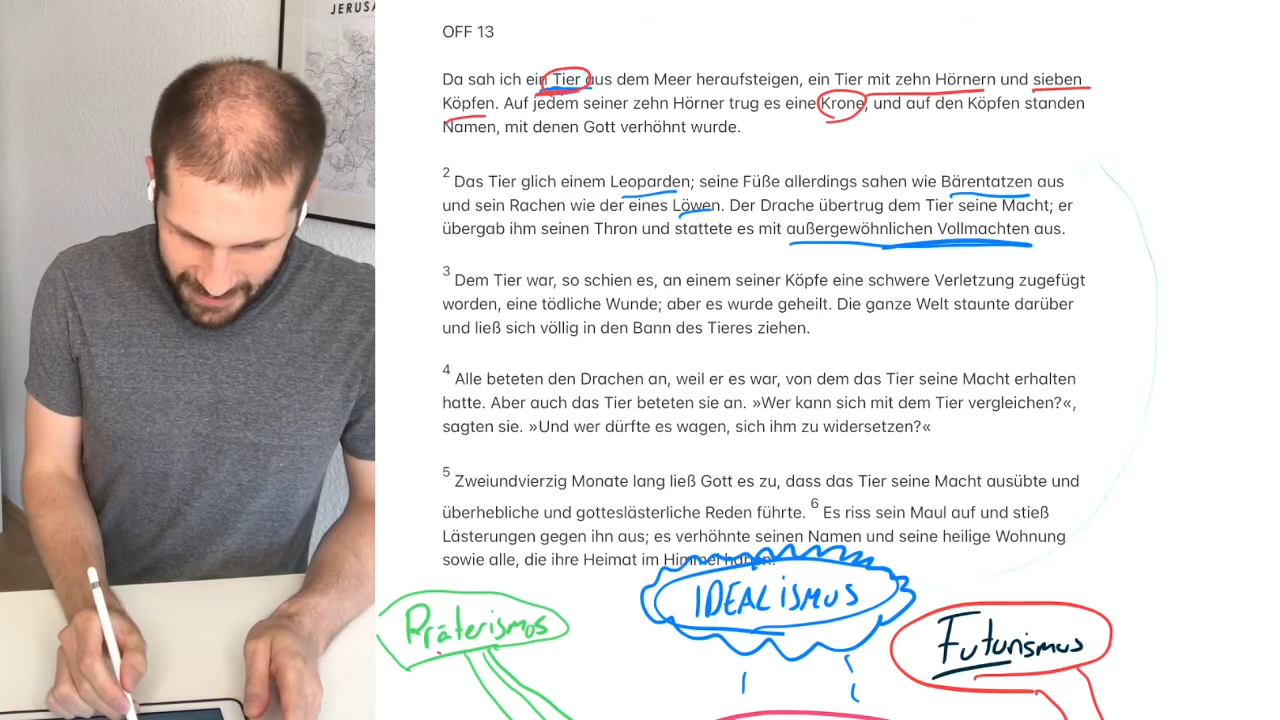 JERUSA
OFF 13
Da sah ich ein Tier aus dem Meer heraufsteigen, ein Tier mit zehn Hörnern und sieben
Köpfen. Auf jedem seiner zehn Hörner trug es eine Krone, und auf den Köpfen standen
Namen, mit denen Gott verhöhnt wurde.
2 Das Tier glich einem Leoparden; seine Füße allerdings sahen wie Bärentatzen aus
und sein Rachen wie der eines Löwen. Der Drache übertrug dem Tier seine Macht; er
übergab ihm seinen Thron und stattete es mit außergewöhnlichen Vollmachten aus.
3 Dem Tier war, so schien es, an einem seiner Köpfe eine schwere Verletzung zugefügt
worden, eine tödliche Wunde; aber es wurde geheilt. Die ganze Welt staunte darüber
und ließ sich völlig in den Bann des Tieres ziehen.
4 Alle beteten den Drachen an, weil er es war, von dem das Tier seine Macht erhalten
hatte. Aber auch das Tier beteten sie an. »Wer kann sich mit dem Tier vergleichen?«,
sagten sie. »Und wer dürfte es wagen, sich ihm zu widersetzen?«
5 Zweiundvierzig Monate lang ließ Gott es zu, dass das Tier seine Macht ausübte und
überhebliche und gotteslästerliche Reden führte. 6 Es riss sein Maul auf und stieß
Lästerungen gegen ihn aus; es verhöhnte seinen Namen und seine heilige Wohnung
sowie alle, die ihre Heimat im Himmel haben.
IDEALISMUS
Präterismos
Futurismus